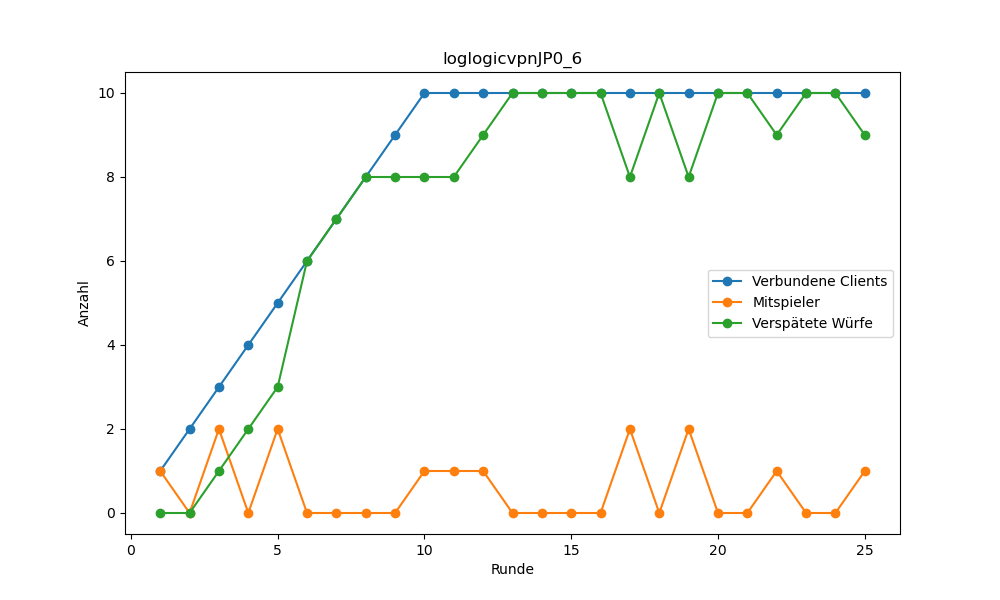 loglogicvpnJP0_6
Anzahl
10
8
6
4
2
0
Verbundene Clients
Mitspieler
Verspätete Würfe
0 5 10 15 20 25
Runde